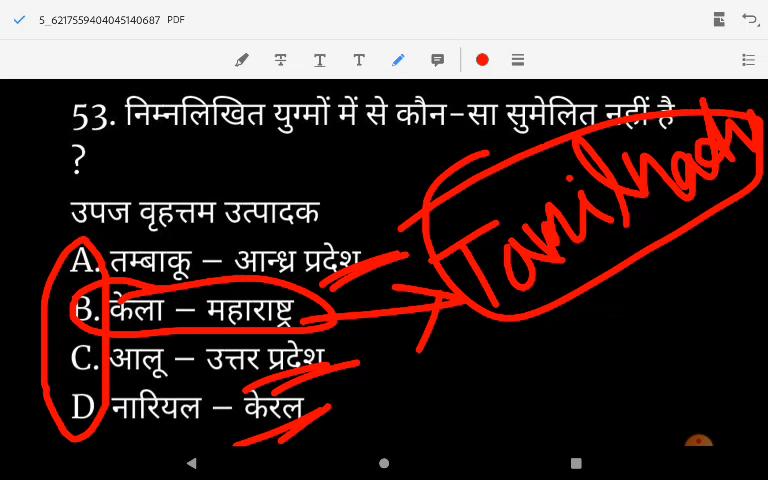 5_6217559404045140687 PDF
T T
53. निम्नलिखित युग्मों में से कौन-सा सुमेलित नहीं है
?
उपज वृहत्तम उत्पादक
A. तम्बाकू – आन्ध्र प्रदेश
B. केला – महाराष्ट्र
C. आलू – उत्तर प्रदेश
D नारियल – केरल
Tamilnadu